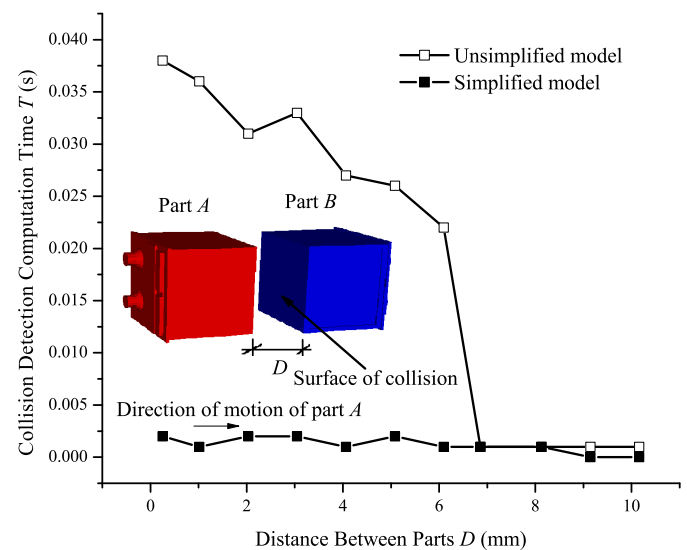 0.040
0.035
0.030
0.025
0.020
0.015
0.010
0.005
0.000
Collision Detection Computation Time T (s)
Unsimplified model
Simplified model
Part A
Part B
D
Surface of collision
Direction of motion of part A
0
2
4
6
8
10
Distance Between Parts D (mm)